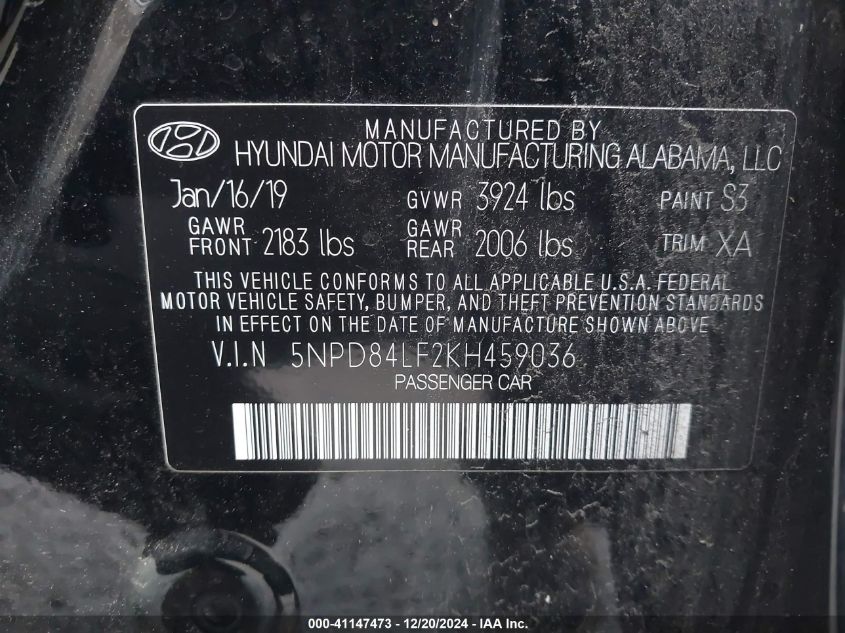 MANUFACTURED BY
HYUNDAI MOTOR MANUFACTURING ALABAMA, LLC
Jan/16/19 GVWR 3924 lbs PAINT S3
GAWR FRONT 2183 lbs GAWR REAR 2006 lbs TRIM XA
THIS VEHICLE CONFORMS TO ALL APPLICABLE U.S.A. FEDERAL
MOTOR VEHICLE SAFETY, BUMPER, AND THEFT PREVENTION STANDARDS
IN EFFECT ON THE DATE OF MANUFACTURE SHOWN ABOVE
V.I.N 5NPD84LF2KH459036
PASSENGER CAR
000-41147473 - 12/20/2024 - IAA Inc.